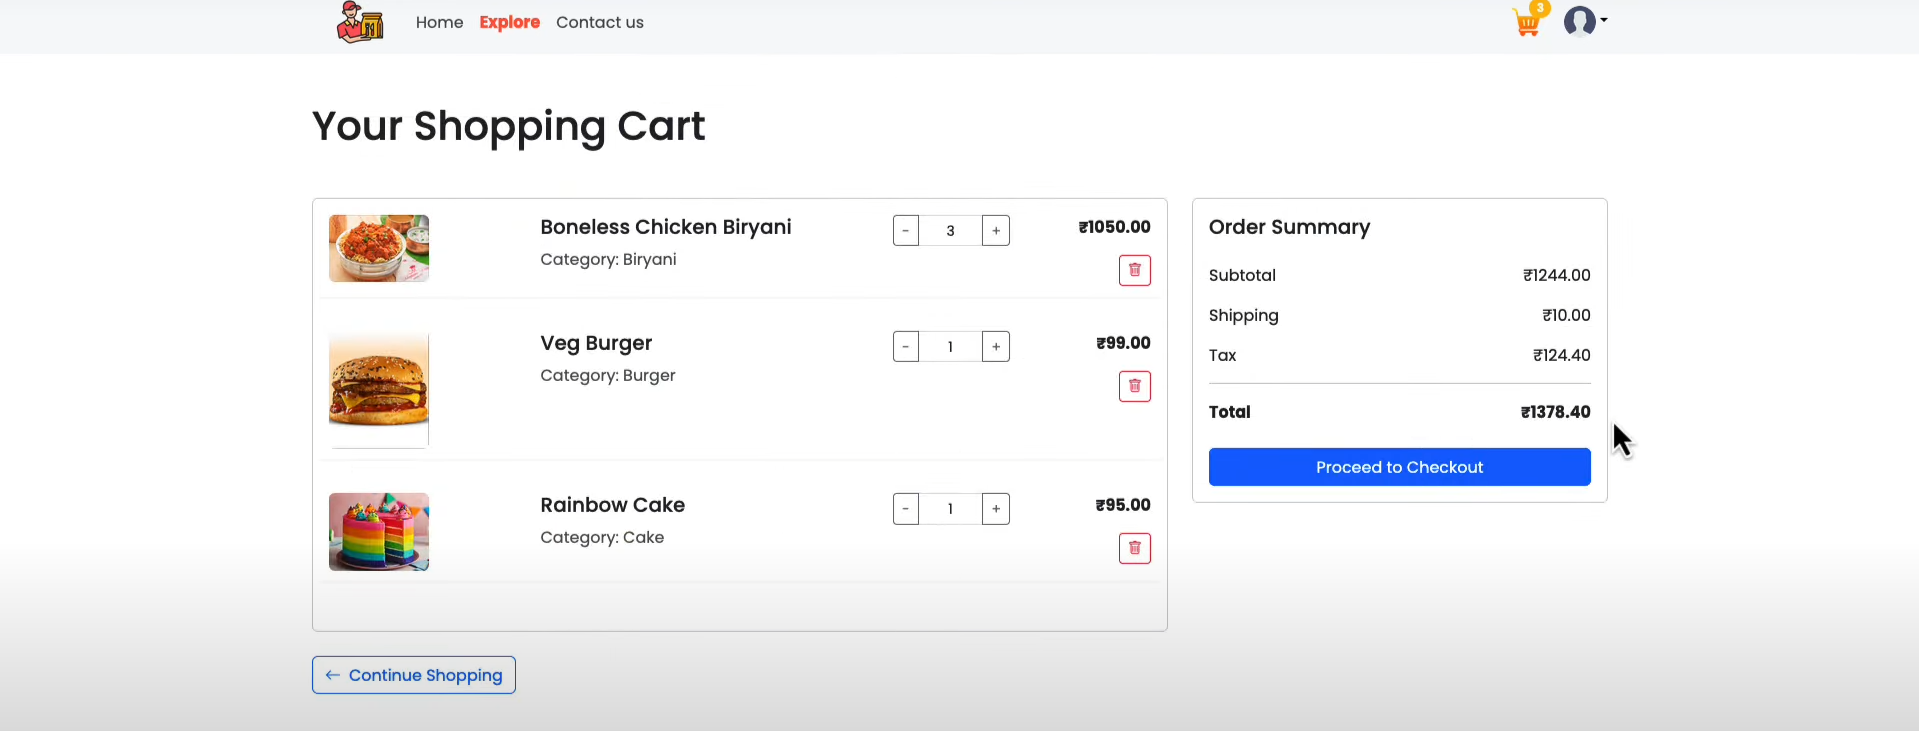 Home Explore Contact us
3
Your Shopping Cart
Boneless Chicken Biryani
Category: Biryani
- 3 +
₹1050.00
Veg Burger
Category: Burger
- 1 +
₹99.00
Rainbow Cake
Category: Cake
- 1 +
₹95.00
Order Summary
Subtotal ₹1244.00
Shipping ₹10.00
Tax ₹124.40
Total ₹1378.40
Proceed to Checkout
← Continue Shopping